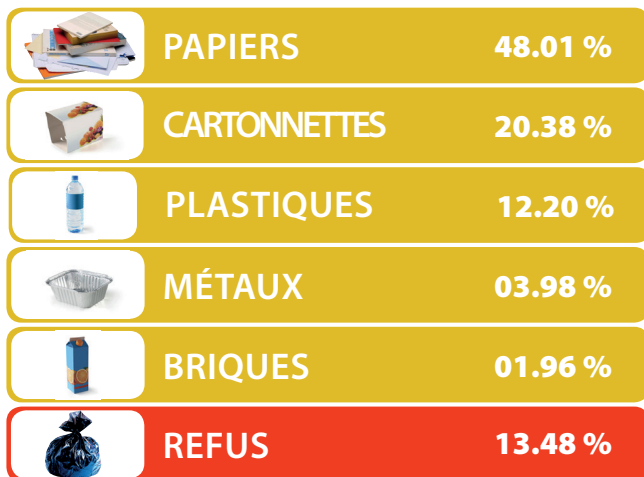 PAPIERS 48.01 %
CARTONNETTES 20.38 %
PLASTIQUES 12.20 %
MÉTAUX 03.98 %
BRIQUES 01.96 %
REFUS 13.48 %